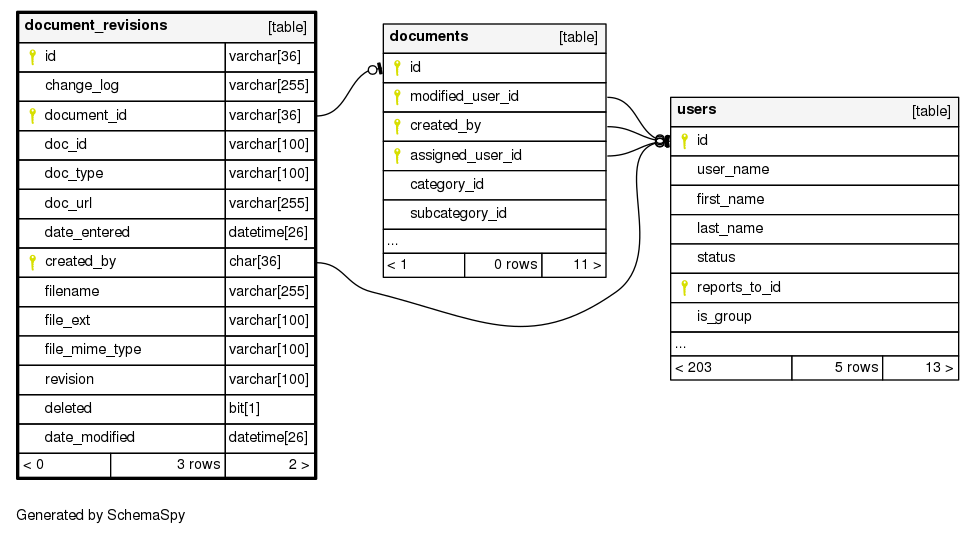 document_revisions [table]
id varchar[36]
change_log varchar[255]
document_id varchar[36]
doc_id varchar[100]
doc_type varchar[100]
doc_url varchar[255]
date_entered datetime[26]
created_by char[36]
filename varchar[255]
file_ext varchar[100]
file_mime_type varchar[100]
revision varchar[100]
deleted bit[1]
date_modified datetime[26]
< 0 3 rows 2 >
documents [table]
id
modified_user_id
created_by
assigned_user_id
category_id
subcategory_id
...
< 1 0 rows 11 >
users [table]
id
user_name
first_name
last_name
status
reports_to_id
is_group
...
< 203 5 rows 13 >
Generated by SchemaSpy